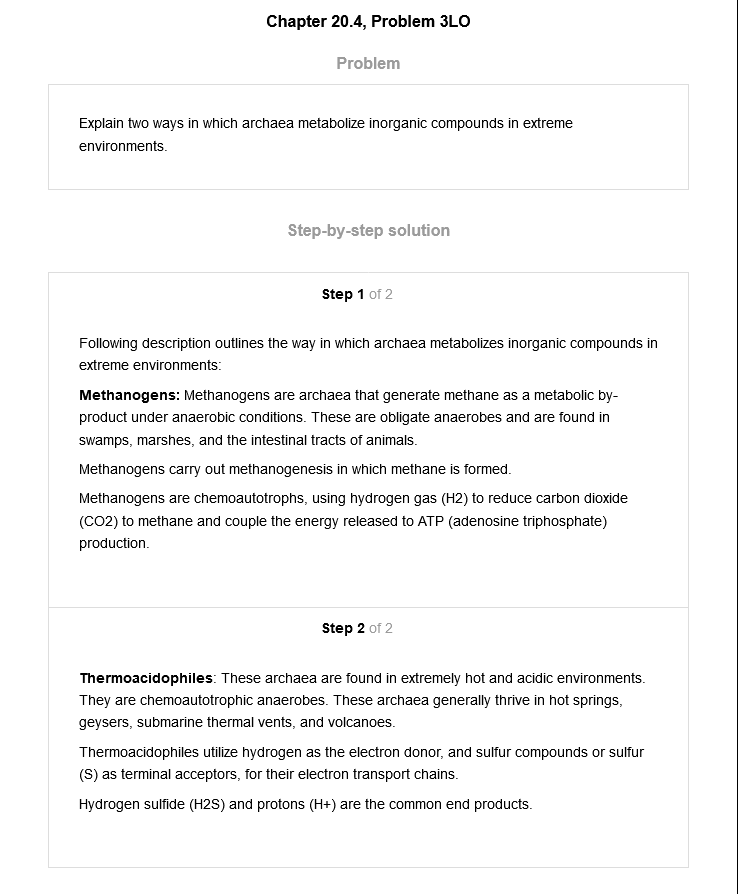 Chapter 20.4, Problem 3LO
Problem
Explain two ways in which archaea metabolize inorganic compounds in extreme
environments.
Step-by-step solution
Step 1 of 2
Following description outlines the way in which archaea metabolizes inorganic compounds in
extreme environments:
Methanogens: Methanogens are archaea that generate methane as a metabolic by-
product under anaerobic conditions. These are obligate anaerobes and are found in
swamps, marshes, and the intestinal tracts of animals.
Methanogens carry out methanogenesis in which methane is formed.
Methanogens are chemoautotrophs, using hydrogen gas (H2) to reduce carbon dioxide
(CO2) to methane and couple the energy released to ATP (adenosine triphosphate)
production.
Step 2 of 2
Thermoacidophiles: These archaea are found in extremely hot and acidic environments.
They are chemoautotrophic anaerobes. These archaea generally thrive in hot springs,
geysers, submarine thermal vents, and volcanoes.
Thermoacidophiles utilize hydrogen as the electron donor, and sulfur compounds or sulfur
(S) as terminal acceptors, for their electron transport chains.
Hydrogen sulfide (H2S) and protons (H+) are the common end products.